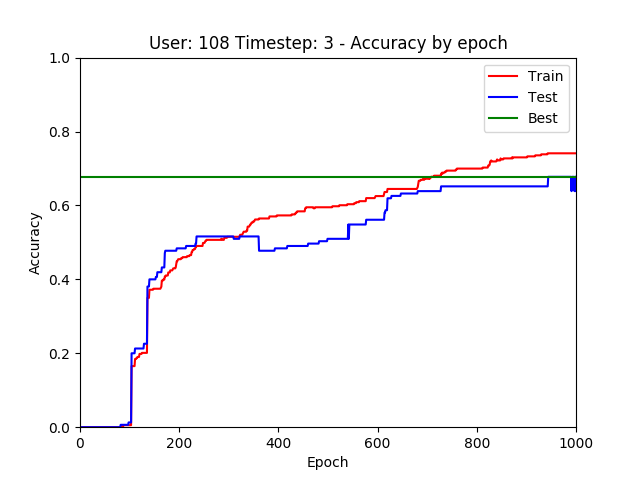 User: 108 Timestep: 3 - Accuracy by epoch
Train
Test
Best
1.0
0.8
0.6
0.4
0.2
0.0
Accuracy
0 200 400 600 800 1000
Epoch